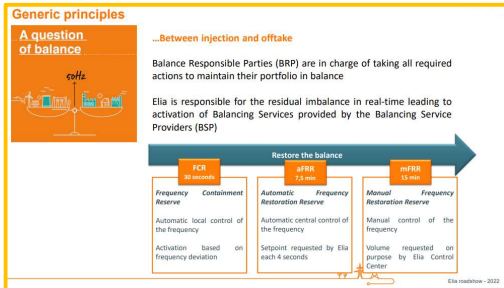 Generic principles
A question
of balance
50Hz
...Between injection and offtake
Balance Responsible Parties (BRP) are in charge of taking all required
actions to maintain their portfolio in balance
Elia is responsible for the residual imbalance in real-time leading to
activation of Balancing Services provided by the Balancing Service
Providers (BSP)
Restore the balance
FCR
30 seconds
Frequency Containment
Reserve
Automatic local control of
the frequency
Activation based on
frequency deviation
aFRR
7,5 min
Automatic Frequency
Restoration Reserve
Automatic central control of
the frequency
Setpoint requested by Elia
each 4 seconds
mFRR
15 min
Manual Frequency
Restoration Reserve
Manual control of the
frequency
Volume requested on
purpose by Elia Control
Center
Elia roadshow - 2022